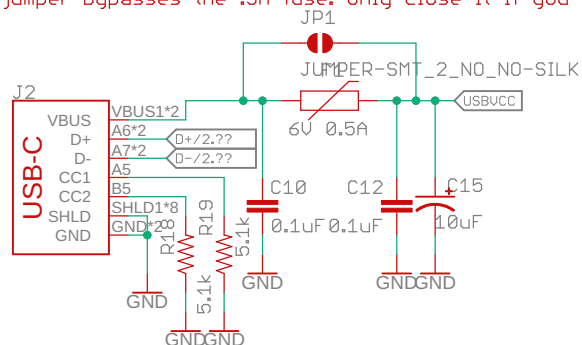 jumper bypasses the .5A fuse. Only close it if you
JP1
JUMPER-SMT_2_NO_NO-SILK
F1
6V 0.5A
USBVCC
J2
USB-C
VBUS
D+
D-
CC1
CC2
SHLD
GND
VBUS1*2
A6*2
A7*2
A5
B5
SHLD1*8
GND*2
D+/2.??
D-/2.??
R18
5.1k
R19
5.1k
C10
0.1uF
C12
0.1uF
C15
10uF
GND
GND
GND
GND
GND
GND